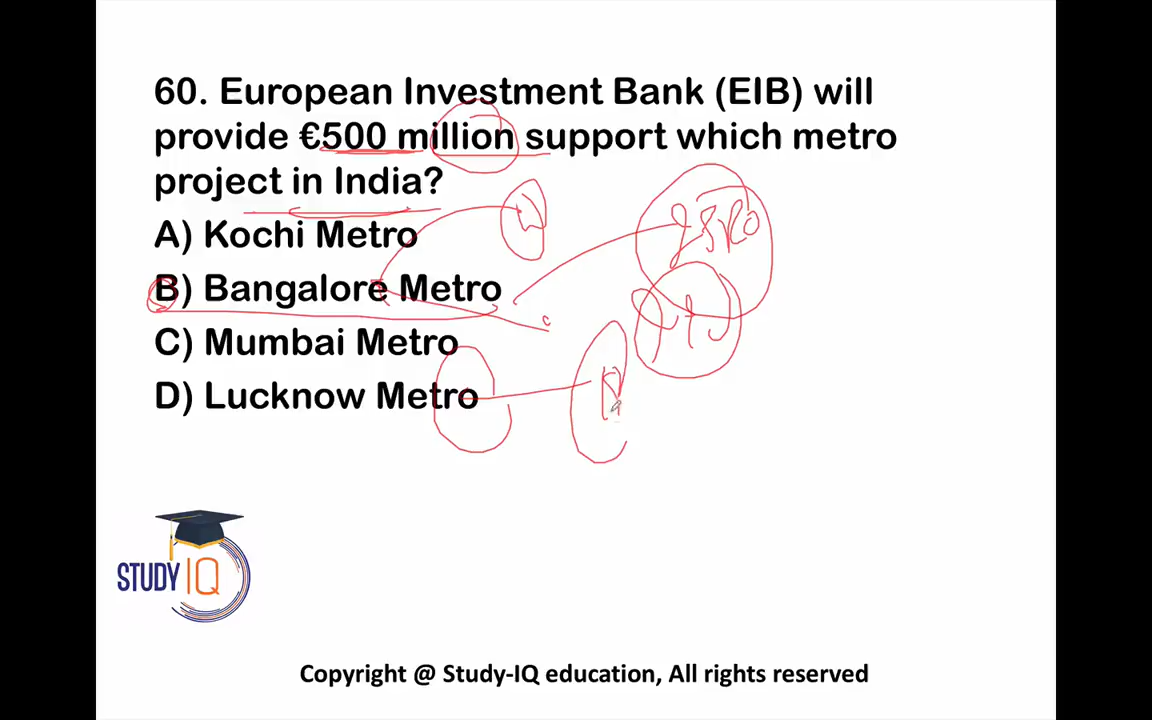 60. European Investment Bank (EIB) will
provide €500 million support which metro
project in India?
A) Kochi Metro
B) Bangalore Metro
C) Mumbai Metro
D) Lucknow Metro
STUDY IQ
Copyright @ Study-IQ education, All rights reserved